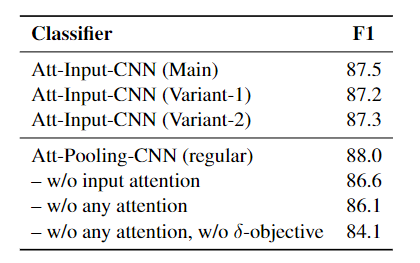 Classifier F1
Att-Input-CNN (Main) 87.5
Att-Input-CNN (Variant-1) 87.2
Att-Input-CNN (Variant-2) 87.3
Att-Pooling-CNN (regular) 88.0
– w/o input attention 86.6
– w/o any attention 86.1
– w/o any attention, w/o δ-objective 84.1